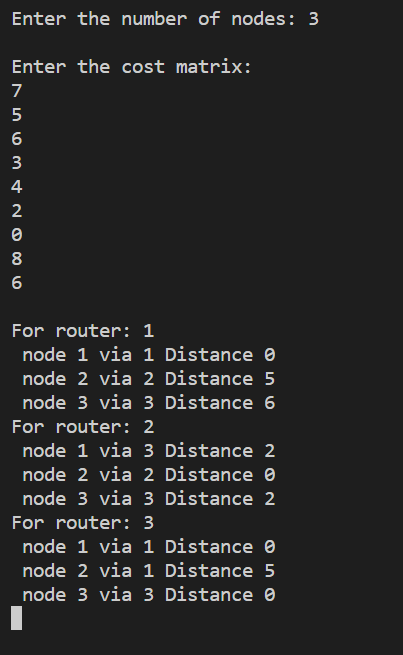 Enter the number of nodes: 3
Enter the cost matrix:
7
5
6
3
4
2
0
8
6
For router: 1
node 1 via 1 Distance 0
node 2 via 2 Distance 5
node 3 via 3 Distance 6
For router: 2
node 1 via 3 Distance 2
node 2 via 2 Distance 0
node 3 via 3 Distance 2
For router: 3
node 1 via 1 Distance 0
node 2 via 1 Distance 5
node 3 via 3 Distance 0